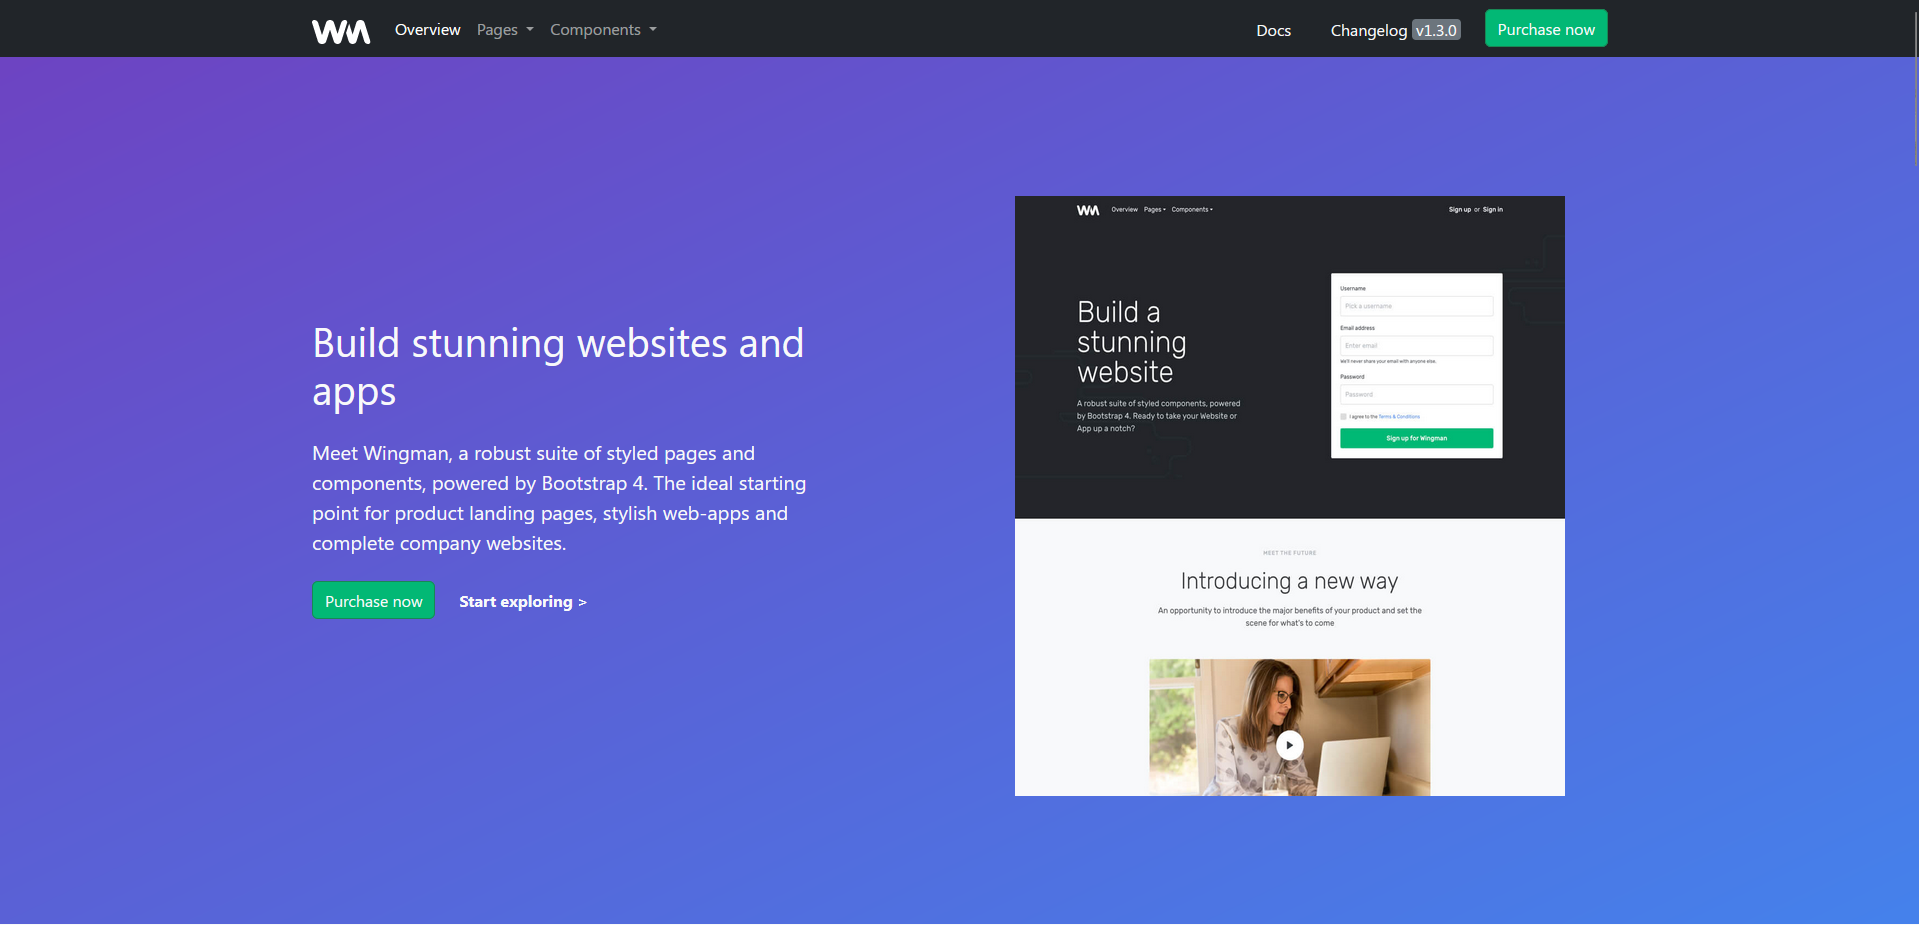 WM Overview Pages Components Docs Changelog v1.3.0 Purchase now
Build stunning websites and
apps
Meet Wingman, a robust suite of styled pages and
components, powered by Bootstrap 4. The ideal starting
point for product landing pages, stylish web-apps and
complete company websites.
Purchase now Start exploring >
WM Overview Pages Components Sign up or Sign in
Build a
stunning
website
A robust suite of styled components, powered
by Bootstrap 4. Ready to take your Website or
App up a notch?
Username
Pick a username
Email address
Enter email
We'll never share your email with anyone else.
Password
Password
I agree to the Terms & Conditions
Sign up for Wingman
MEET THE FUTURE
Introducing a new way
An opportunity to introduce the major benefits of your product and set the
scene for what's to come